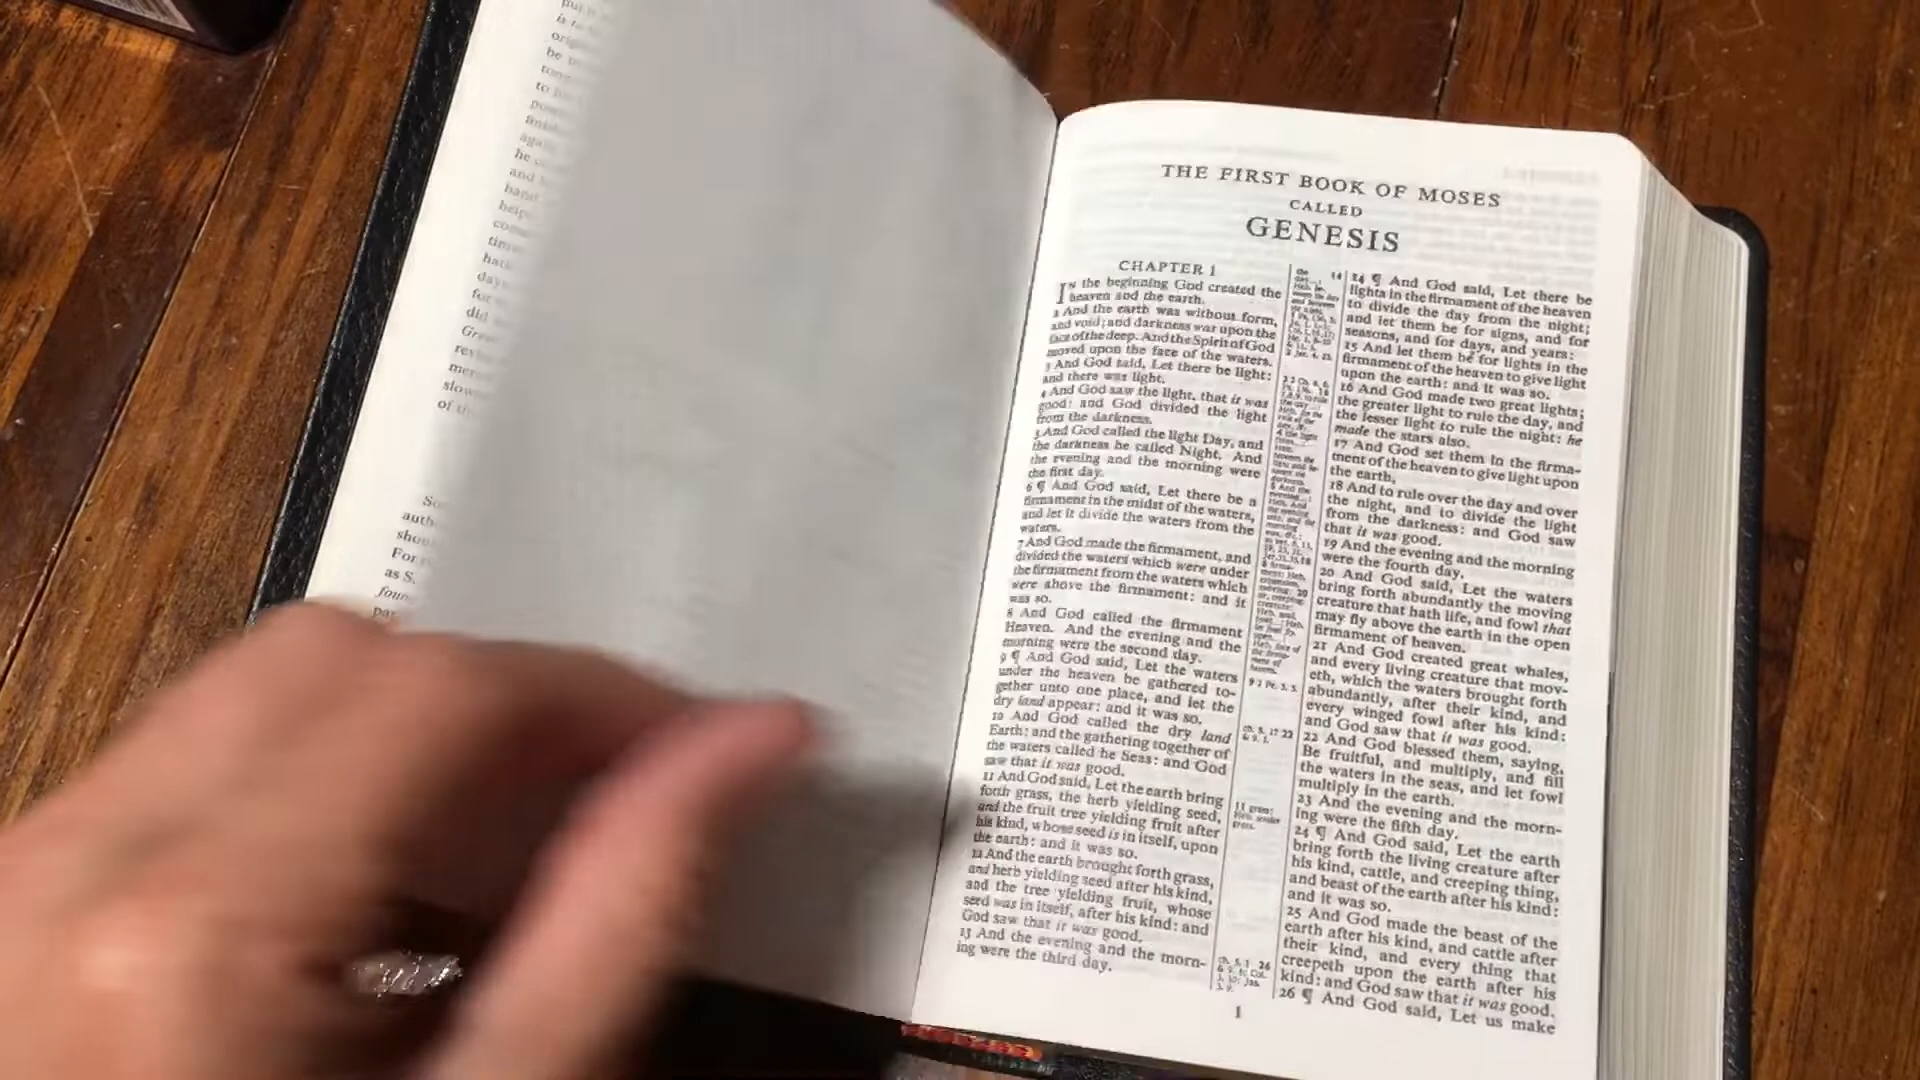 is to
be
to
he
and
did
So
For
as S.
THE FIRST BOOK OF MOSES
CALLED
GENESIS
CHAPTER 1
IN the beginning God created the
heaven and the earth.
2 And the earth was without form,
and void; and darkness was upon the
face of the deep. And the Spirit of God
moved upon the face of the waters.
3 And God said, Let there be light:
and there was light.
4 And God saw the light, that it was
good: and God divided the light
from the darkness.
5 And God called the light Day, and
the darkness he called Night. And
the evening and the morning were
the first day.
6 ¶ And God said, Let there be a
firmament in the midst of the waters,
and let it divide the waters from the
waters.
7 And God made the firmament, and
divided the waters which were under
the firmament from the waters which
were above the firmament: and it
was so.
8 And God called the firmament
Heaven. And the evening and the
morning were the second day.
9 ¶ And God said, Let the waters
under the heaven be gathered to-
gether unto one place, and let the
dry land appear: and it was so.
10 And God called the dry land
Earth; and the gathering together of
the waters called he Seas: and God
saw that it was good.
11 And God said, Let the earth bring
forth grass, the herb yielding seed,
and the fruit tree yielding fruit after
his kind, whose seed is in itself, upon
the earth: and it was so.
12 And the earth brought forth grass,
and herb yielding seed after his kind,
and the tree yielding fruit, whose
seed was in itself, after his kind: and
God saw that it was good.
13 And the evening and the morn-
ing were the third day.
9 2 Pe. 3. 5.
11 grass:
Heb. tender
grass.
14 ¶ And God said, Let there be
lights in the firmament of the heaven
to divide the day from the night;
and let them be for signs, and for
seasons, and for days, and years:
15 And let them be for lights in the
firmament of the heaven to give light
upon the earth: and it was so.
16 And God made two great lights;
the greater light to rule the day, and
the lesser light to rule the night: he
made the stars also.
17 And God set them in the firma-
ment of the heaven to give light upon
the earth,
18 And to rule over the day and over
the night, and to divide the light
from the darkness: and God saw
that it was good.
19 And the evening and the morning
were the fourth day.
20 And God said, Let the waters
bring forth abundantly the moving
creature that hath life, and fowl that
may fly above the earth in the open
firmament of heaven.
21 And God created great whales,
and every living creature that mov-
eth, which the waters brought forth
abundantly, after their kind, and
every winged fowl after his kind:
and God saw that it was good.
22 And God blessed them, saying,
Be fruitful, and multiply, and fill
the waters in the seas, and let fowl
multiply in the earth.
23 And the evening and the morn-
ing were the fifth day.
24 ¶ And God said, Let the earth
bring forth the living creature after
his kind, cattle, and creeping thing,
and beast of the earth after his kind:
and it was so.
25 And God made the beast of the
earth after his kind, and cattle after
their kind, and every thing that
creepeth upon the earth after his
kind: and God saw that it was good.
26 ¶ And God said, Let us make
1